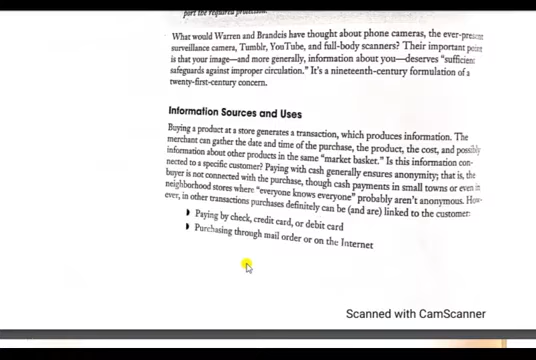 port the required
What would Warren and Brandeis have thought about phone cameras, the ever-present
surveillance camera, Tumblr, YouTube, and full-body scanners? Their important point
is that your image—and more generally, information about you—deserves “sufficient
safeguards against improper circulation.” It’s a nineteenth-century formulation of a
twenty-first-century concern.
Information Sources and Uses
Buying a product at a store generates a transaction, which produces information. The
merchant can gather the date and time of the purchase, the product, the cost, and possibly
information about other products in the same “market basket.” Is this information con-
nected to a specific customer? Paying with cash generally ensures anonymity; that is, the
buyer is not connected with the purchase, though cash payments in small towns or even in
neighborhood stores where “everyone knows everyone” probably aren’t anonymous. How-
ever, in other transactions purchases definitely can be (and are) linked to the customer:
◗ Paying by check, credit card, or debit card
◗ Purchasing through mail order or on the Internet
Scanned with CamScanner